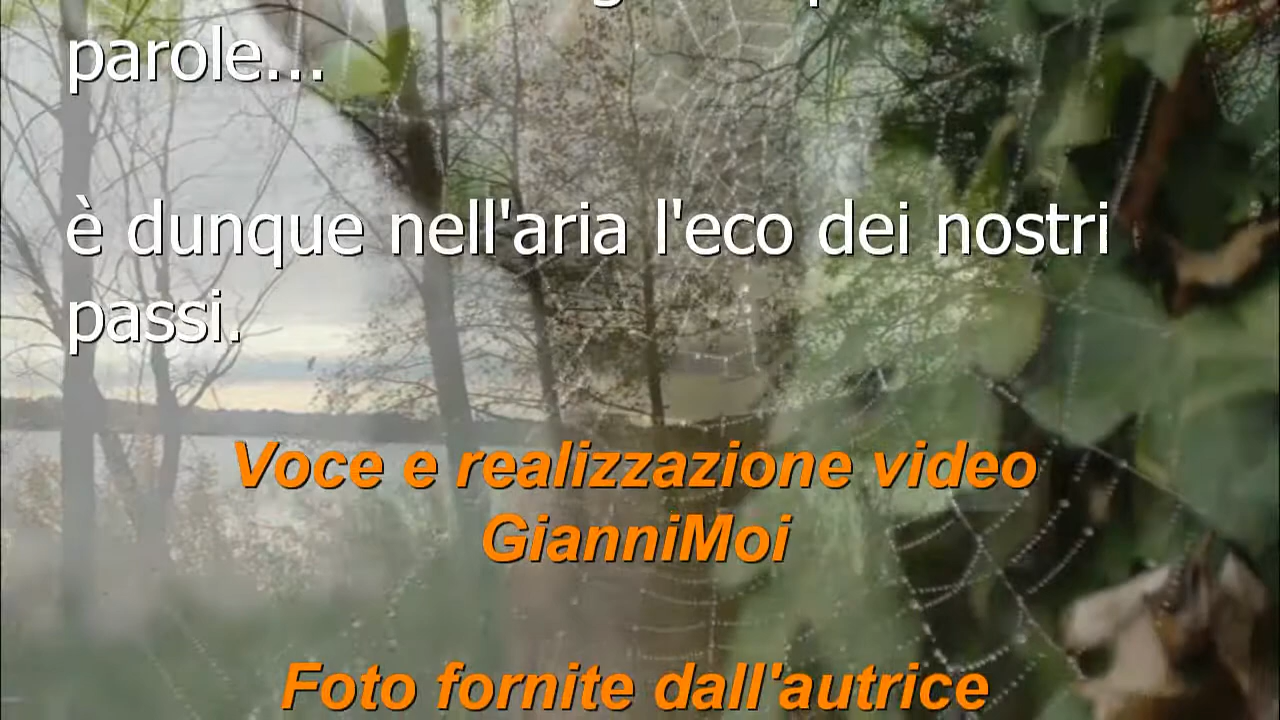 parole...
è dunque nell'aria l'eco dei nostri
passi.
Voce e realizzazione video
GianniMoi
Foto fornite dall'autrice